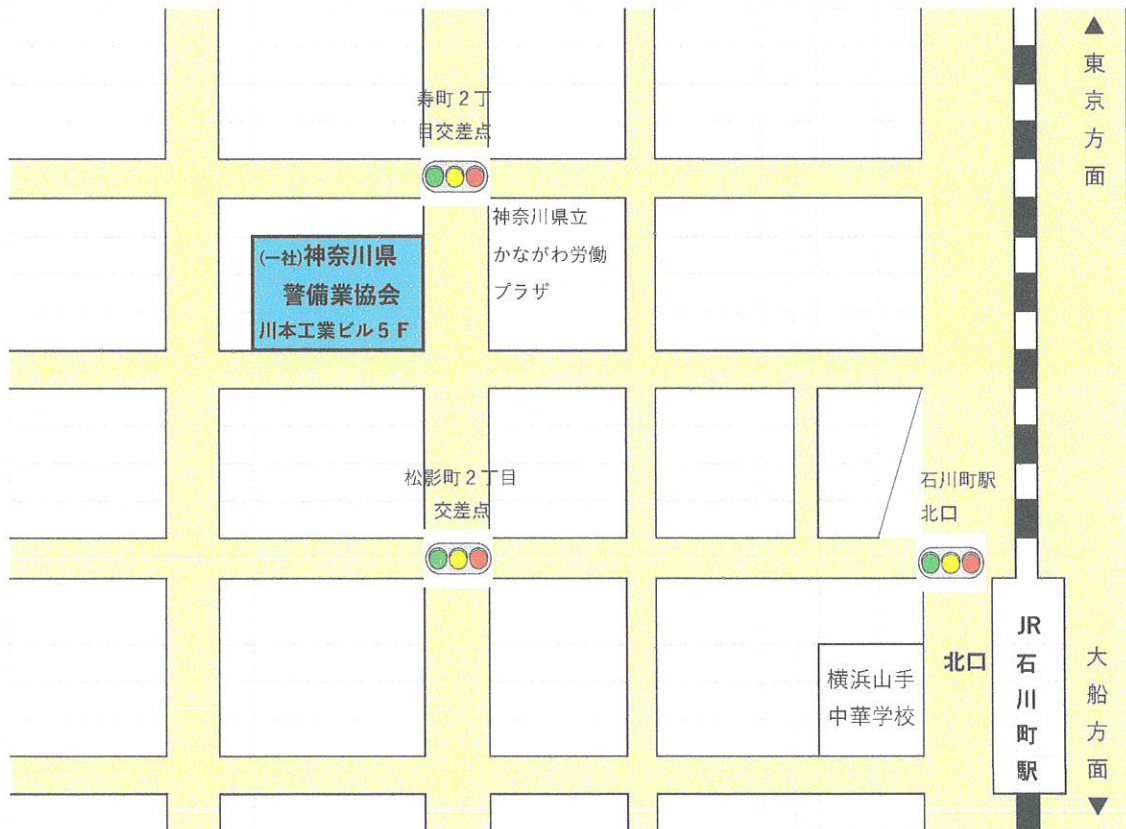 ▲東京方面
寿町２丁
目交差点
神奈川県立
かながわ労働
プラザ
(一社)神奈川県
警備業協会
川本工業ビル５Ｆ
松影町２丁目
交差点
石川町駅
北口
北口
JR石川町駅
横浜山手
中華学校
大船方面▼